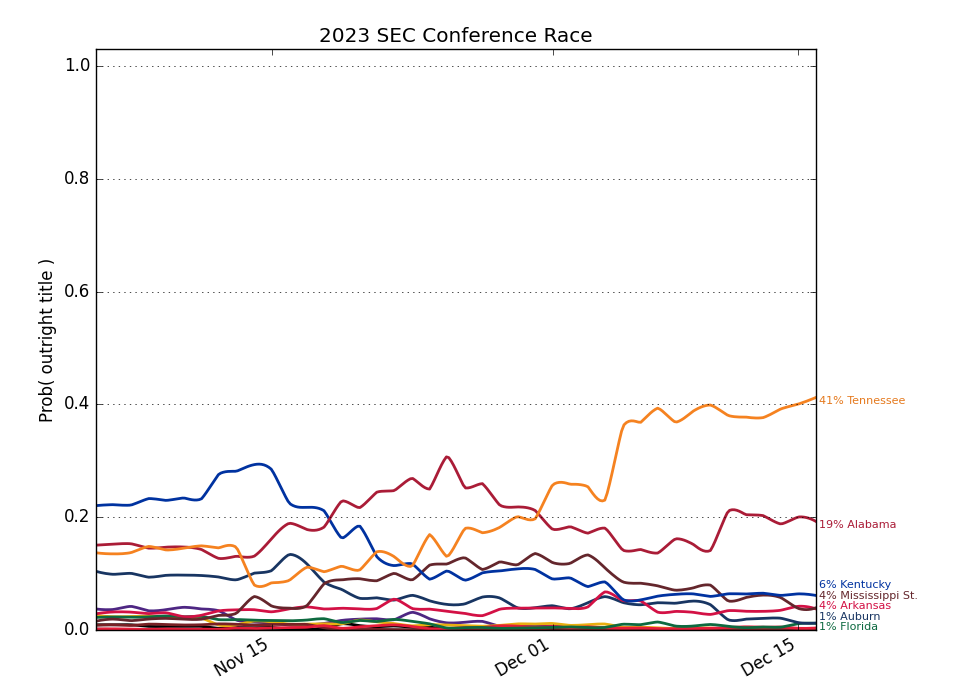 2023 SEC Conference Race
Prob( outright title )
1.0
0.8
0.6
0.4
0.2
0.0
41% Tennessee
19% Alabama
6% Kentucky
4% Mississippi St.
4% Arkansas
1% Auburn
1% Florida
Nov 15
Dec 01
Dec 15